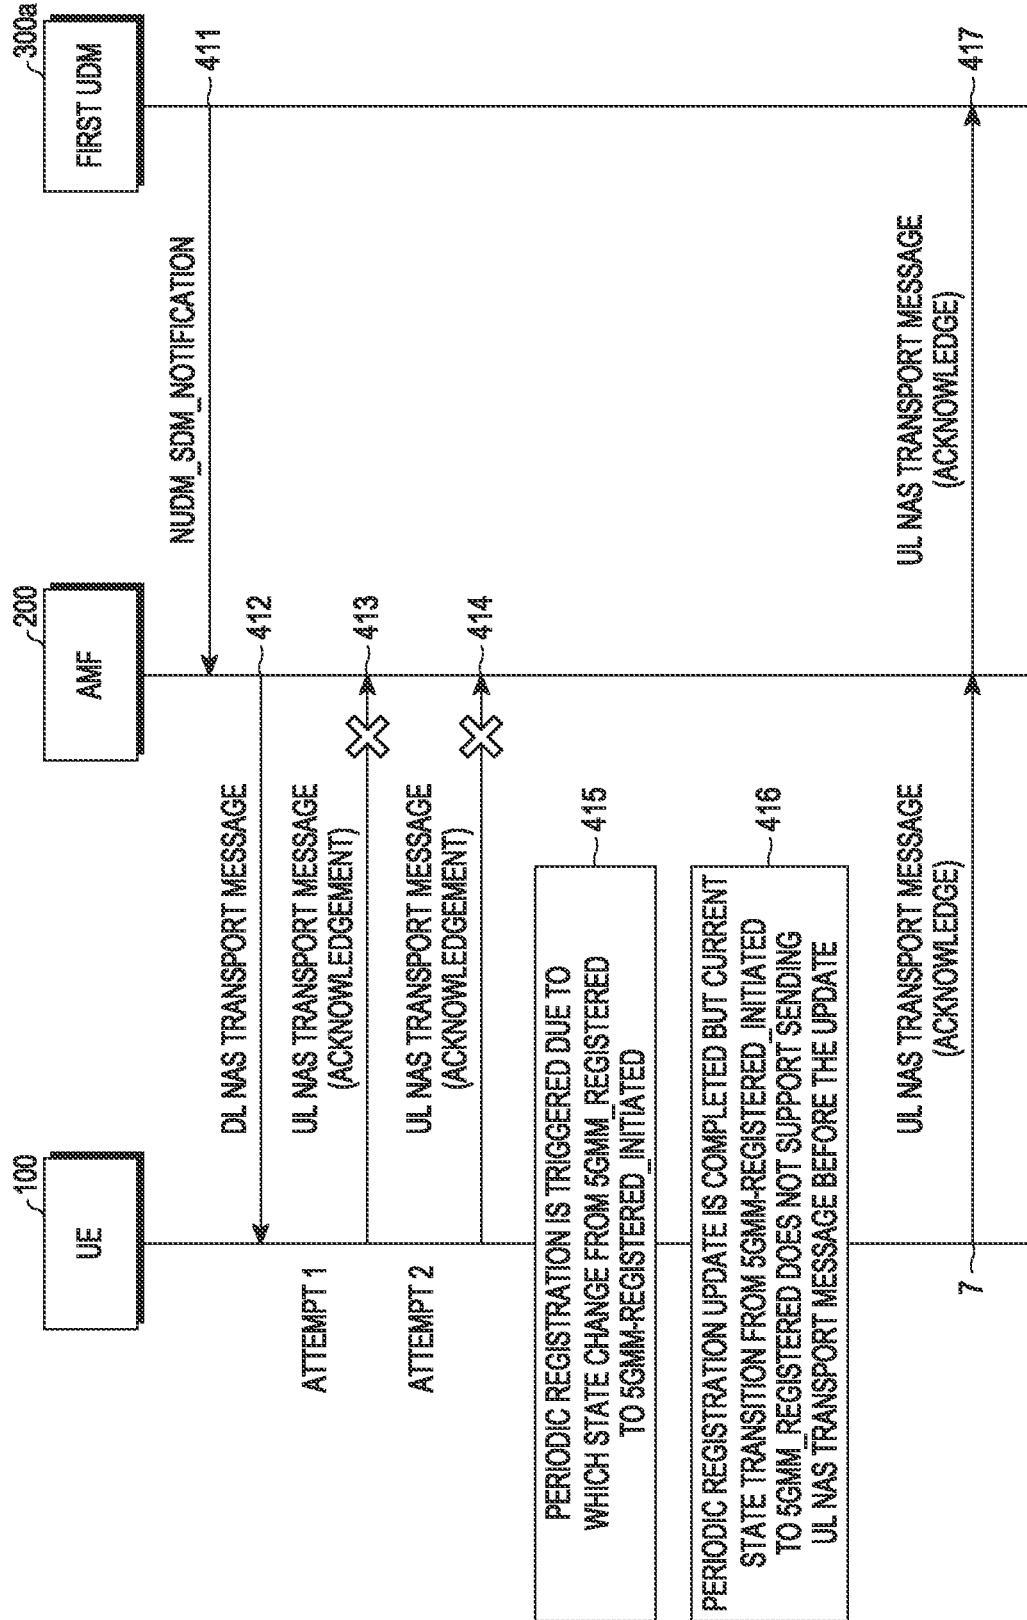 100
UE
200
AMF
300a
FIRST UDM
NUDM_SDM_NOTIFICATION
411
DL NAS TRANSPORT MESSAGE
412
ATTEMPT 1
UL NAS TRANSPORT MESSAGE
(ACKNOWLEDGEMENT)
413
ATTEMPT 2
UL NAS TRANSPORT MESSAGE
(ACKNOWLEDGEMENT)
414
PERIODIC REGISTRATION IS TRIGGERED DUE TO
WHICH STATE CHANGE FROM 5GMM_REGISTERED
TO 5GMM-REGISTERED_INITIATED
415
PERIODIC REGISTRATION UPDATE IS COMPLETED BUT CURRENT
STATE TRANSITION FROM 5GMM-REGISTERED_INITIATED
TO 5GMM_REGISTERED DOES NOT SUPPORT SENDING
UL NAS TRANSPORT MESSAGE BEFORE THE UPDATE
416
7
UL NAS TRANSPORT MESSAGE
(ACKNOWLEDGE)
UL NAS TRANSPORT MESSAGE
(ACKNOWLEDGE)
417